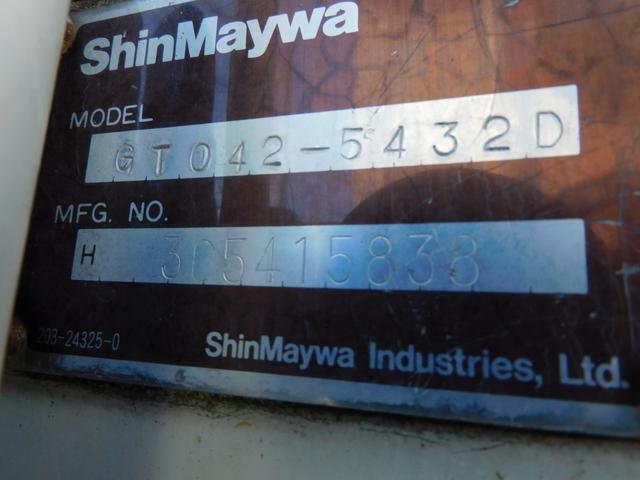 ShinMaywa
MODEL
GT042-5432D
MFG. NO.
H 3C5415838
203-24325-0
ShinMaywa Industries, Ltd.